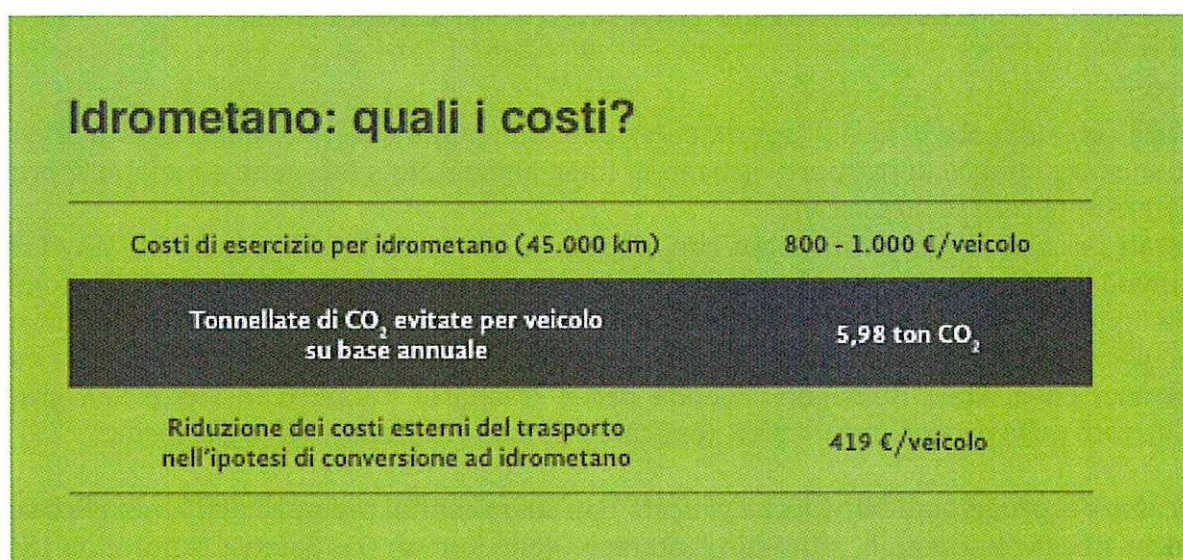 Idrometano: quali i costi?
Costi di esercizio per idrometano (45.000 km) 800 - 1.000 €/veicolo
Tonnellate di CO₂ evitate per veicolo
su base annuale
5,98 ton CO₂
Riduzione dei costi esterni del trasporto
nell'ipotesi di conversione ad idrometano
419 €/veicolo